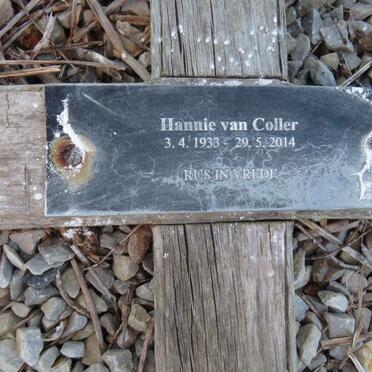 Hannie van Coller
3. 4. 1933 - 29. 5. 2014
RUS IN VREDE